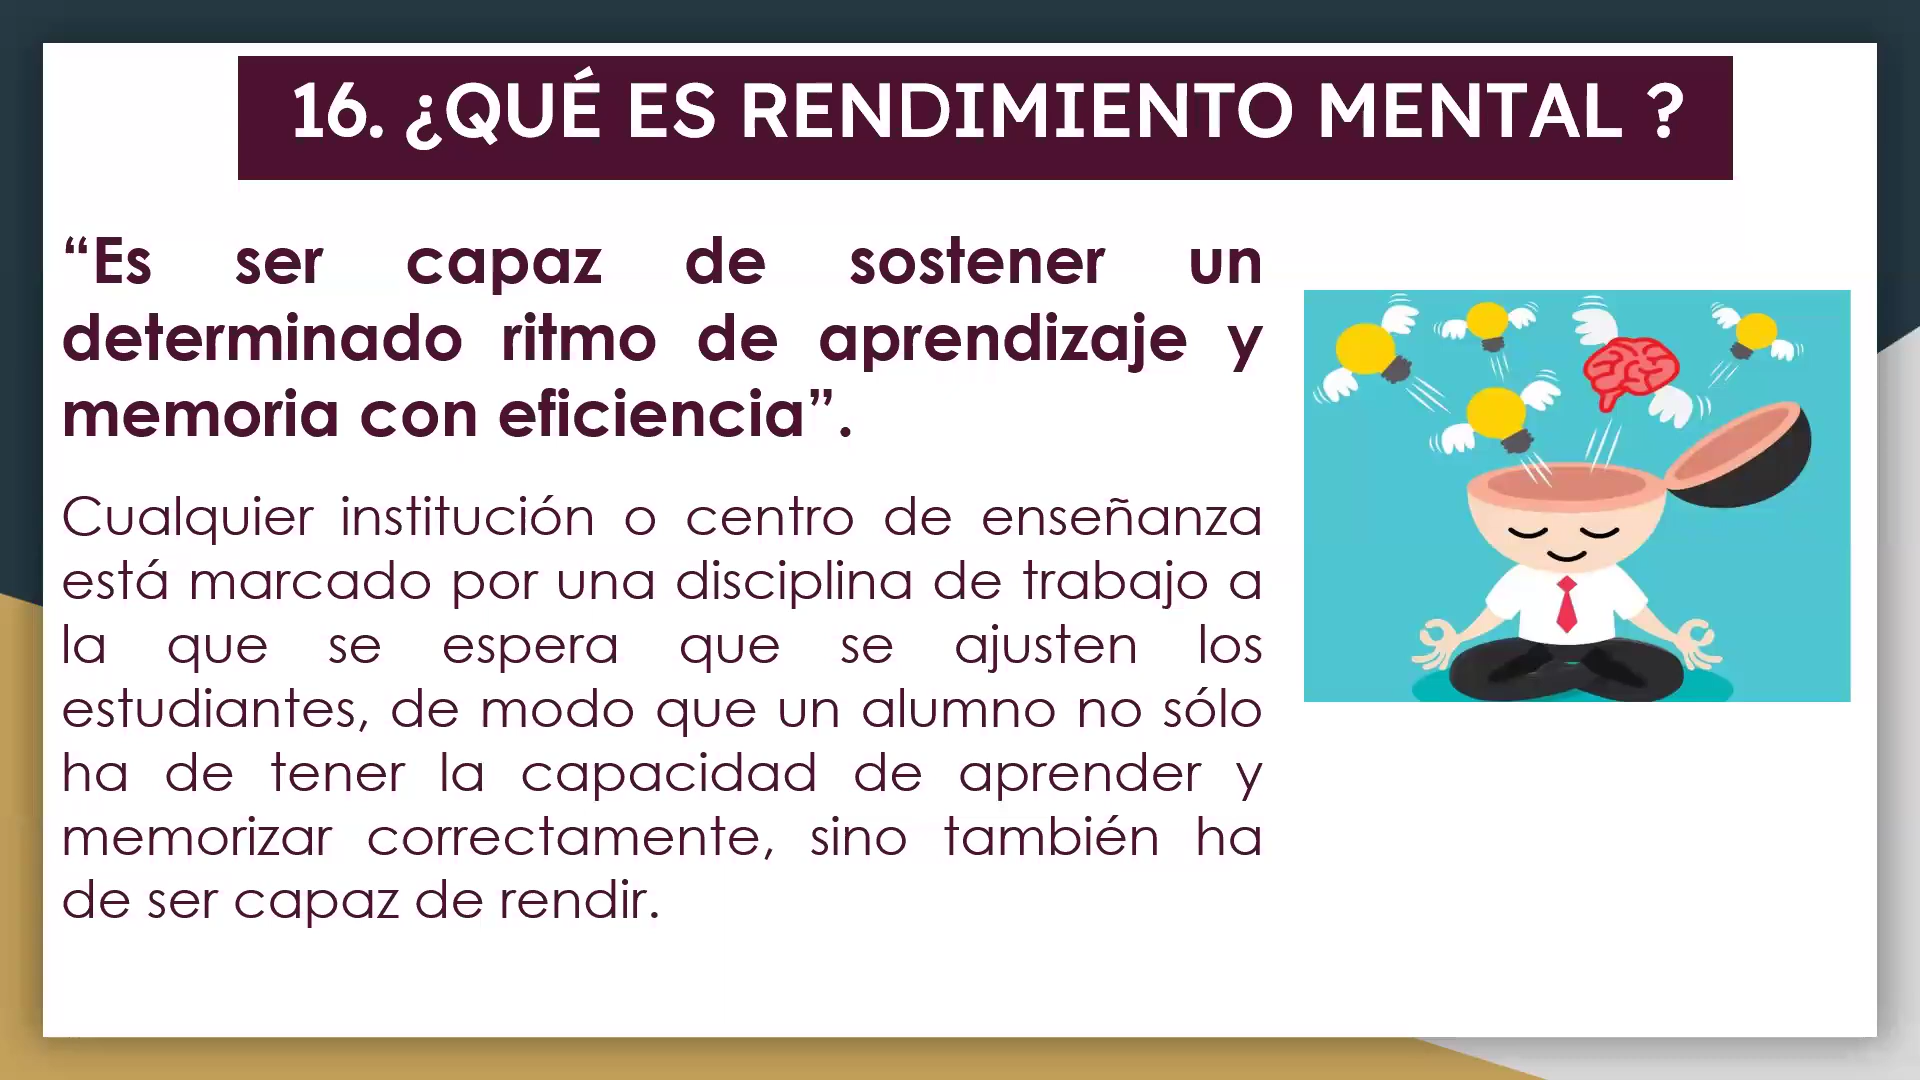 16. ¿QUÉ ES RENDIMIENTO MENTAL ?
“Es ser capaz de sostener un
determinado ritmo de aprendizaje y
memoria con eficiencia”.
Cualquier institución o centro de enseñanza
está marcado por una disciplina de trabajo a
la que se espera que se ajusten los
estudiantes, de modo que un alumno no sólo
ha de tener la capacidad de aprender y
memorizar correctamente, sino también ha
de ser capaz de rendir.